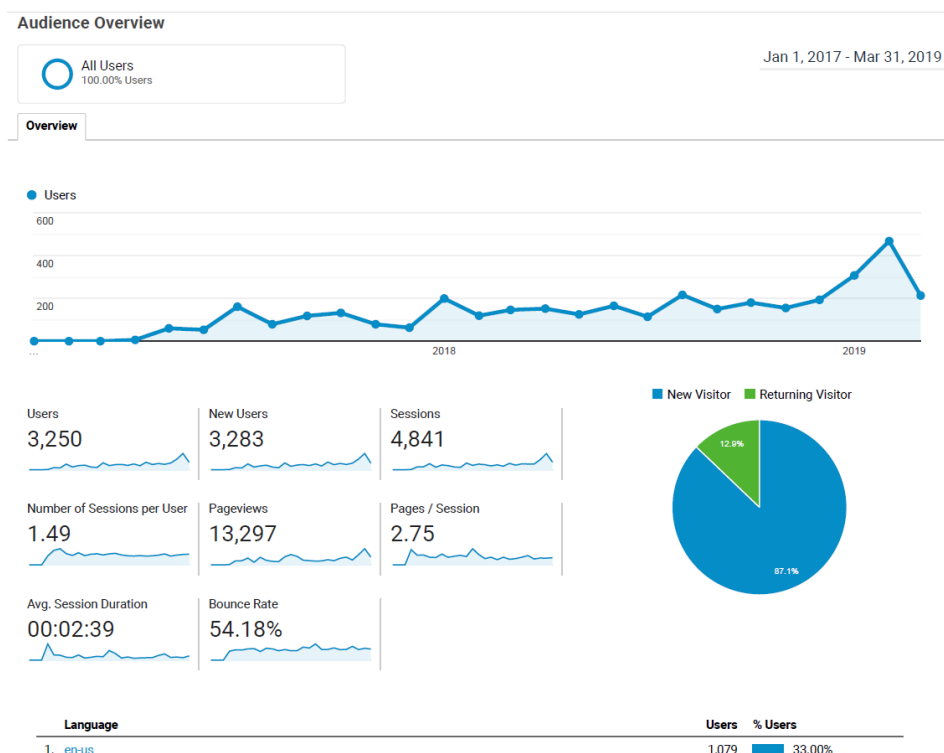 Audience Overview
All Users
100.00% Users
Jan 1, 2017 - Mar 31, 2019
Overview
Users
600
400
200
...
2018
2019
New Visitor Returning Visitor
12.9%
87.1%
Users
3,250
New Users
3,283
Sessions
4,841
Number of Sessions per User
1.49
Pageviews
13,297
Pages / Session
2.75
Avg. Session Duration
00:02:39
Bounce Rate
54.18%
Language Users % Users
1. en-us 1,079 33.00%